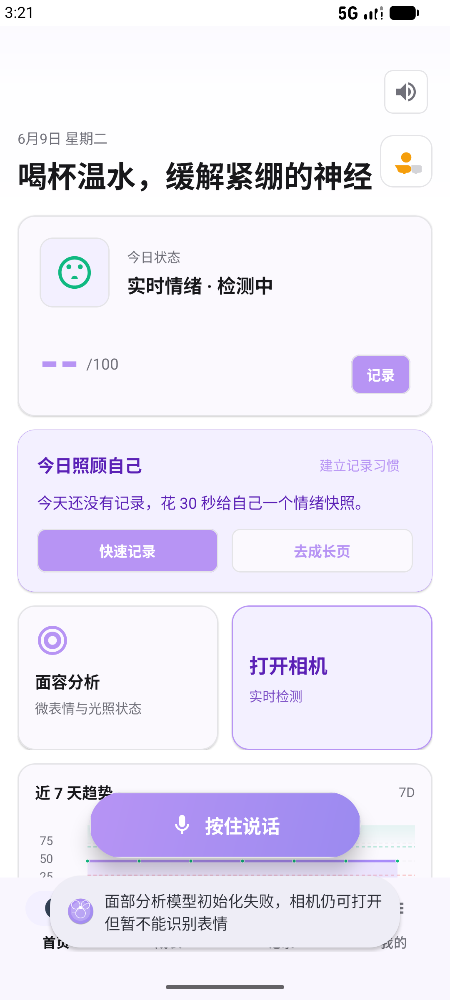 3:21
5G
6月9日 星期二
喝杯温水，缓解紧绷的神经
今日状态
实时情绪 · 检测中
-- /100
记录
今日照顾自己
建立记录习惯
今天还没有记录，花 30 秒给自己一个情绪快照。
快速记录
去成长页
面容分析
微表情与光照状态
打开相机
实时检测
近 7 天趋势
7D
按住说话
75
50
25
面部分析模型初始化失败，相机仍可打开
但暂不能识别表情
首页
我的